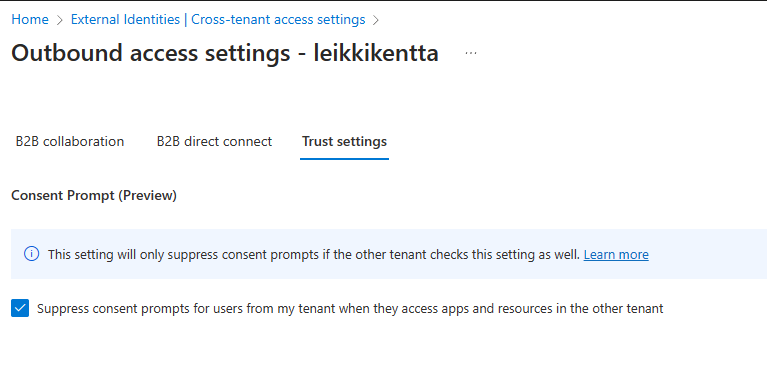 Home > External Identities | Cross-tenant access settings >
Outbound access settings - leikkikentta ...
B2B collaboration B2B direct connect Trust settings
Consent Prompt (Preview)
This setting will only suppress consent prompts if the other tenant checks this setting as well. Learn more
Suppress consent prompts for users from my tenant when they access apps and resources in the other tenant